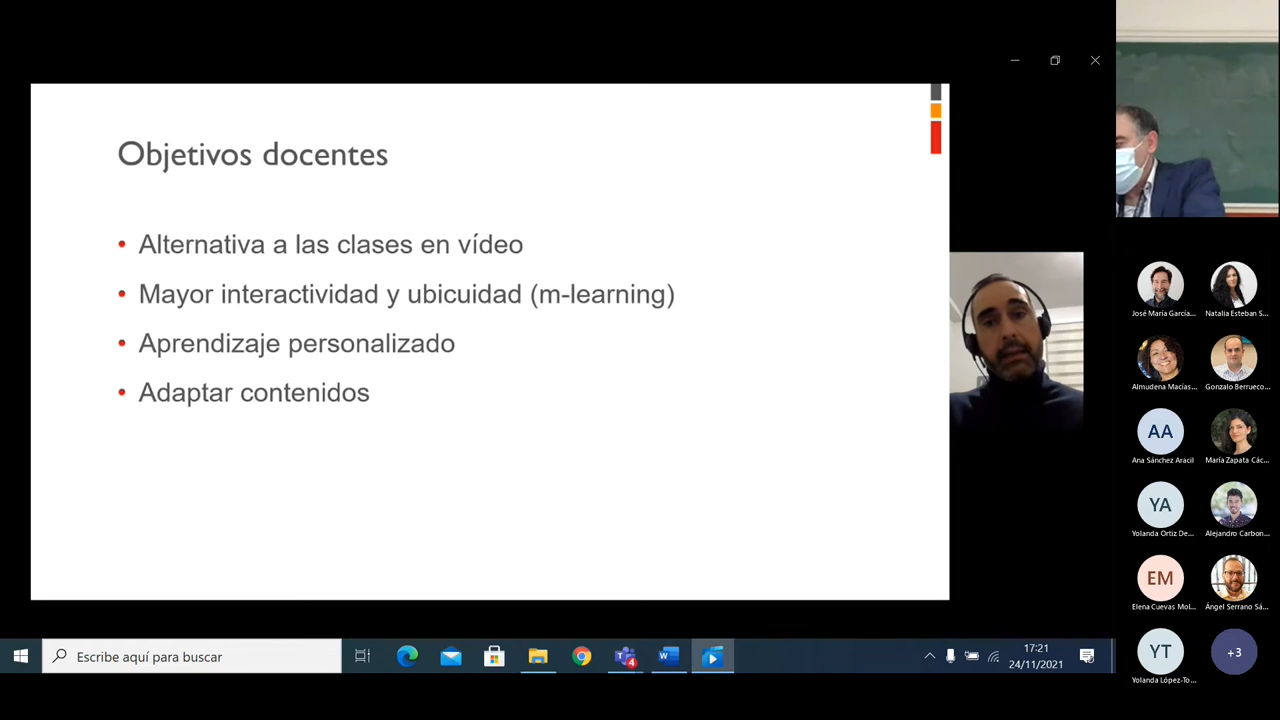 Objetivos docentes
• Alternativa a las clases en vídeo
• Mayor interactividad y ubicuidad (m-learning)
• Aprendizaje personalizado
• Adaptar contenidos
José María García...
Natalia Esteban S...
Almudena Macías...
Gonzalo Berrueco...
AA
Ana Sánchez Aracil
María Zapata Các...
YA
Yolanda Ortiz De...
Alejandro Carbon...
EM
Elena Cuevas Mol...
Ángel Serrano Sá...
YT
Yolanda López-To...
+3
Escribe aquí para buscar
4
17:21
24/11/2021